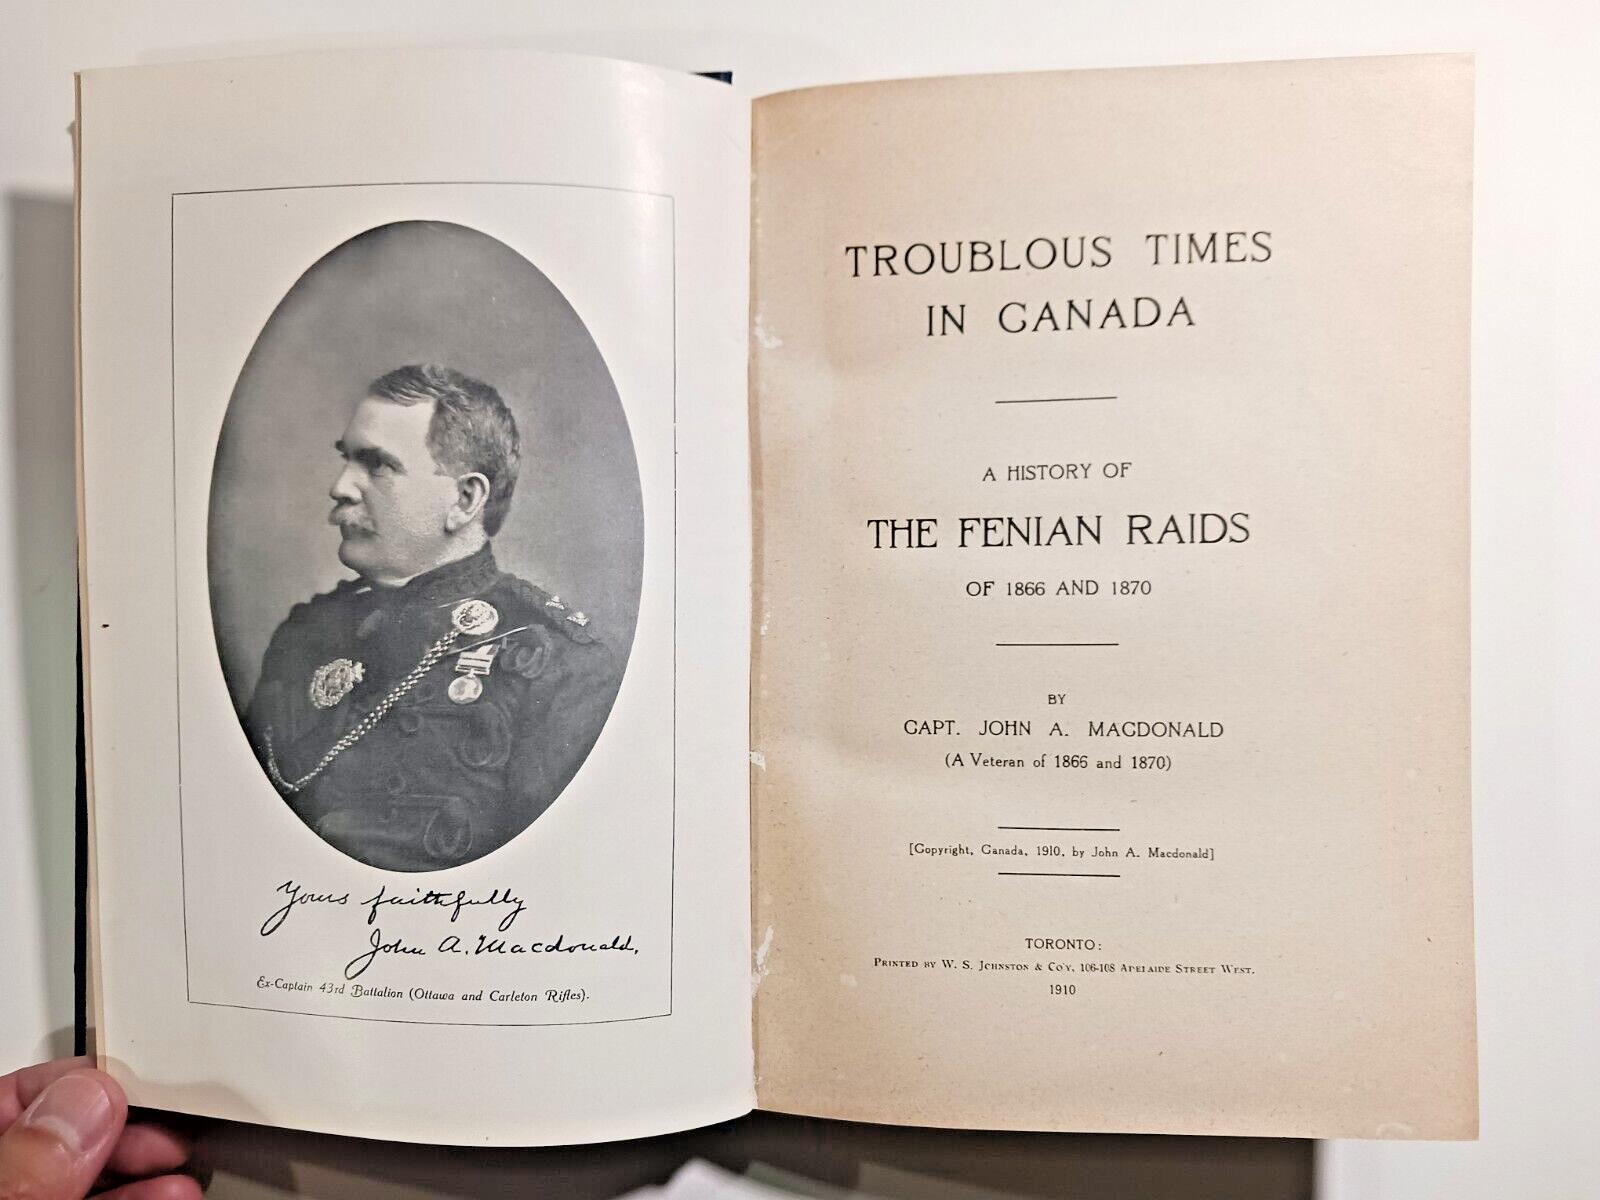 Yours faithfully
John A. Macdonald,
Ex-Captain 43rd Battalion (Ottawa and Carleton Rifles).
TROUBLOUS TIMES
IN CANADA
A HISTORY OF
THE FENIAN RAIDS
OF 1866 AND 1870
BY
CAPT. JOHN A. MACDONALD
(A Veteran of 1866 and 1870)
[Copyright, Canada, 1910, by John A. Macdonald]
TORONTO:
PRINTED BY W. S. JOHNSTON & CO'Y, 106-108 ADELAIDE STREET WEST.
1910